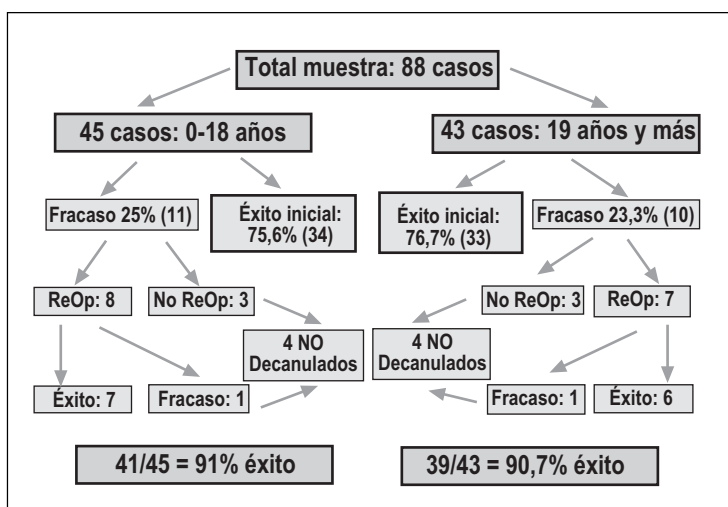 Total muestra: 88 casos
45 casos: 0-18 años
43 casos: 19 años y más
Fracaso 25% (11)
Éxito inicial:
75,6% (34)
Éxito inicial:
76,7% (33)
Fracaso 23,3% (10)
ReOp: 8
No ReOp: 3
No ReOp: 3
ReOp: 7
4 NO
Decanulados
4 NO
Decanulados
Éxito: 7
Fracaso: 1
Fracaso: 1
Éxito: 6
41/45 = 91% éxito
39/43 = 90,7% éxito